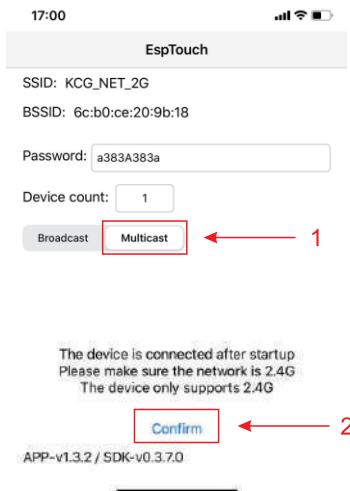 17:00
EspTouch
SSID: KCG_NET_2G
BSSID: 6c:b0:ce:20:9b:18
Password: a383A383a
Device count: 1
Broadcast Multicast 1
The device is connected after startup
Please make sure the network is 2.4G
The device only supports 2.4G
Confirm 2
APP-v1.3.2 / SDK-v0.3.7.0